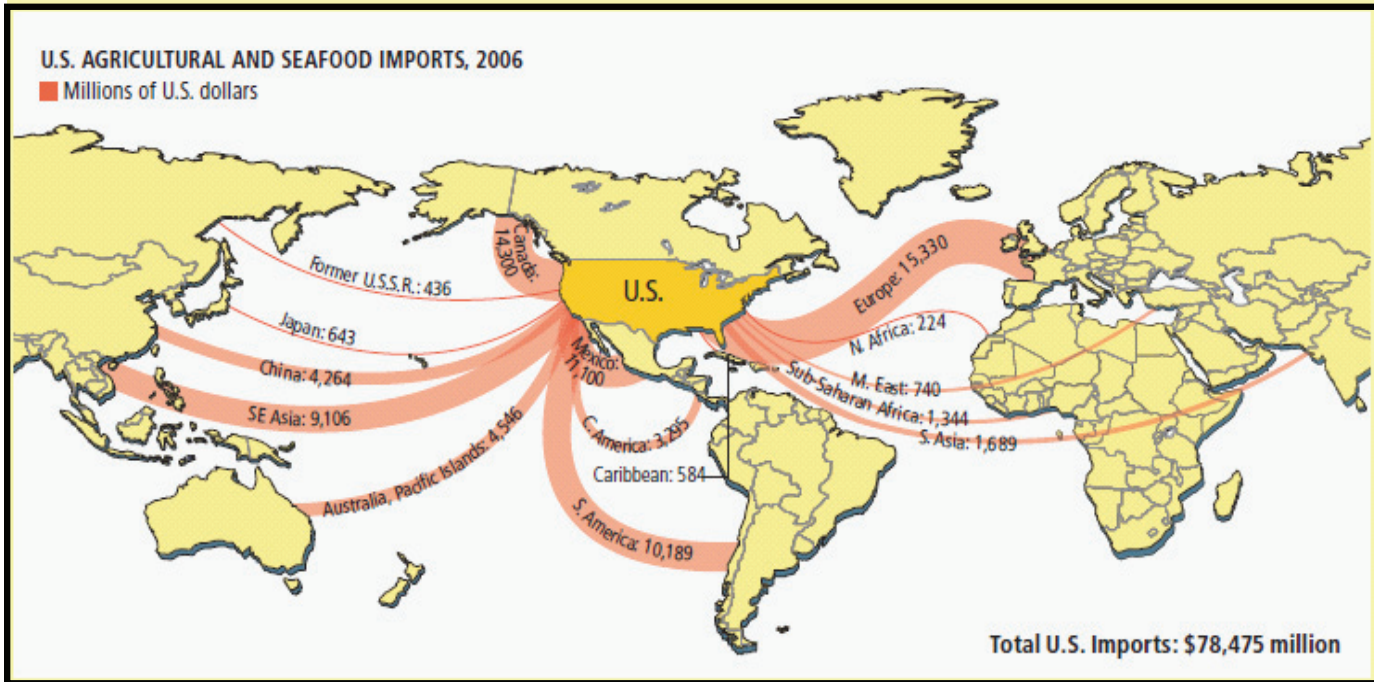 U.S. AGRICULTURAL AND SEAFOOD IMPORTS, 2006
Millions of U.S. dollars
Canada:
14,300
Former U.S.S.R.: 436
U.S.
Europe: 15,330
Japan: 643
N. Africa: 224
China: 4,264
Mexico:
11,100
M. East: 740
Sub-Saharan Africa: 1,344
SE Asia: 9,106
S. Asia: 1,689
C. America: 3,295
Caribbean: 584
Australia, Pacific Islands: 4,546
S. America: 10,189
Total U.S. Imports: $78,475 million